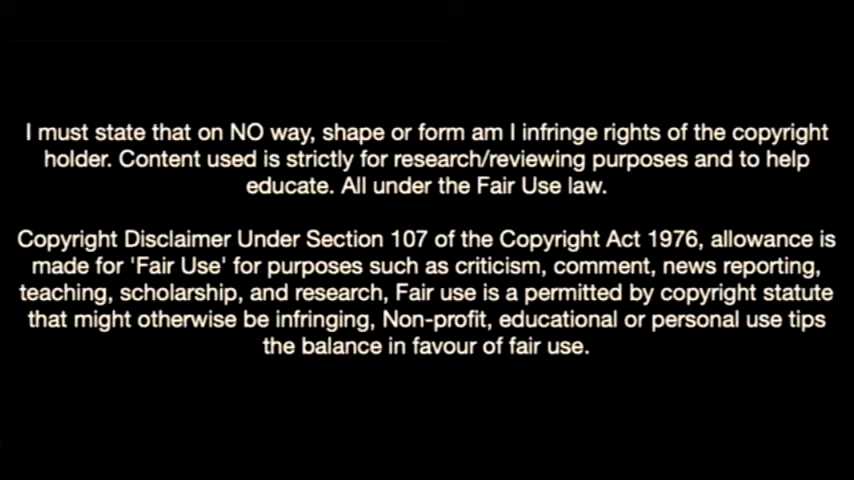 I must state that on NO way, shape or form am I infringe rights of the copyright
holder. Content used is strictly for research/reviewing purposes and to help
educate. All under the Fair Use law.
Copyright Disclaimer Under Section 107 of the Copyright Act 1976, allowance is
made for 'Fair Use' for purposes such as criticism, comment, news reporting,
teaching, scholarship, and research, Fair use is a permitted by copyright statute
that might otherwise be infringing, Non-profit, educational or personal use tips
the balance in favour of fair use.